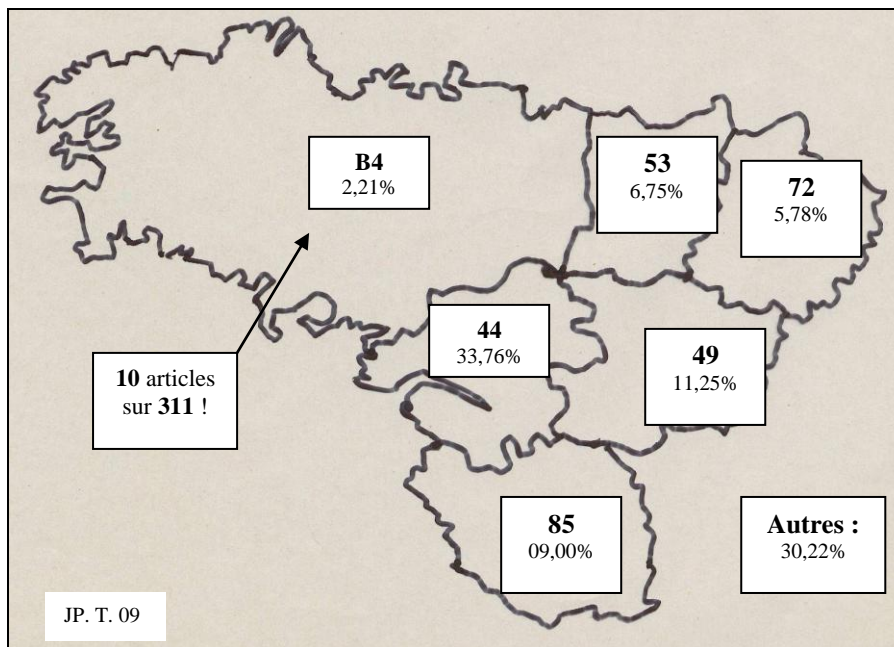 B4
2,21%
53
6,75%
72
5,78%
44
33,76%
49
11,25%
10 articles
sur 311 !
85
09,00%
Autres :
30,22%
JP. T. 09